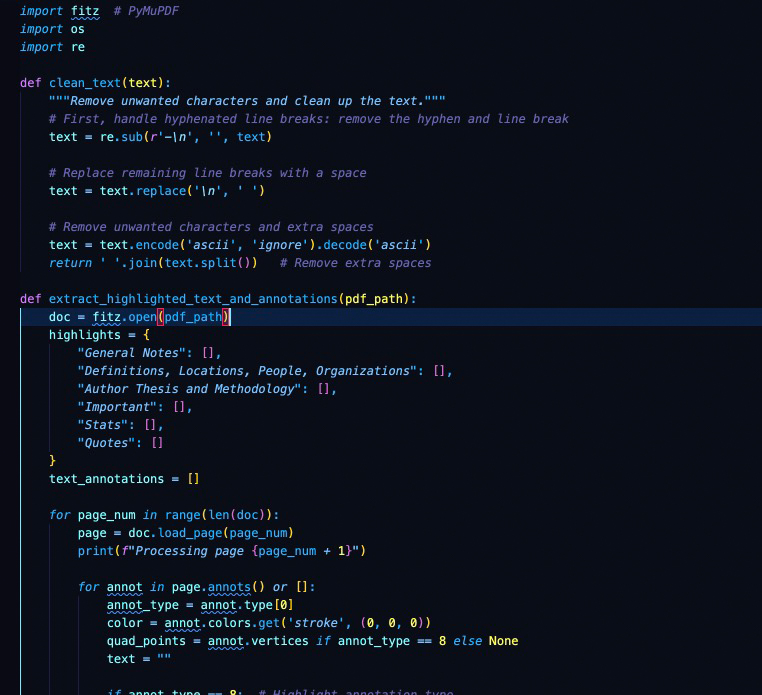 import fitz  # PyMuPDF
import os
import re

def clean_text(text):
    """Remove unwanted characters and clean up the text."""
    # First, handle hyphenated line breaks: remove the hyphen and line break
    text = re.sub(r'-\n', '', text)

    # Replace remaining line breaks with a space
    text = text.replace('\n', ' ')

    # Remove unwanted characters and extra spaces
    text = text.encode('ascii', 'ignore').decode('ascii')
    return ' '.join(text.split())   # Remove extra spaces

def extract_highlighted_text_and_annotations(pdf_path):
    doc = fitz.open(pdf_path)
    highlights = {
        "General Notes": [],
        "Definitions, Locations, People, Organizations": [],
        "Author Thesis and Methodology": [],
        "Important": [],
        "Stats": [],
        "Quotes": []
    }
    text_annotations = []

    for page_num in range(len(doc)):
        page = doc.load_page(page_num)
        print(f"Processing page {page_num + 1}")

        for annot in page.annots() or []:
            annot_type = annot.type[0]
            color = annot.colors.get('stroke', (0, 0, 0))
            quad_points = annot.vertices if annot_type == 8 else None
            text = ""

            if annot_type == 8:  # Highlight annotation type